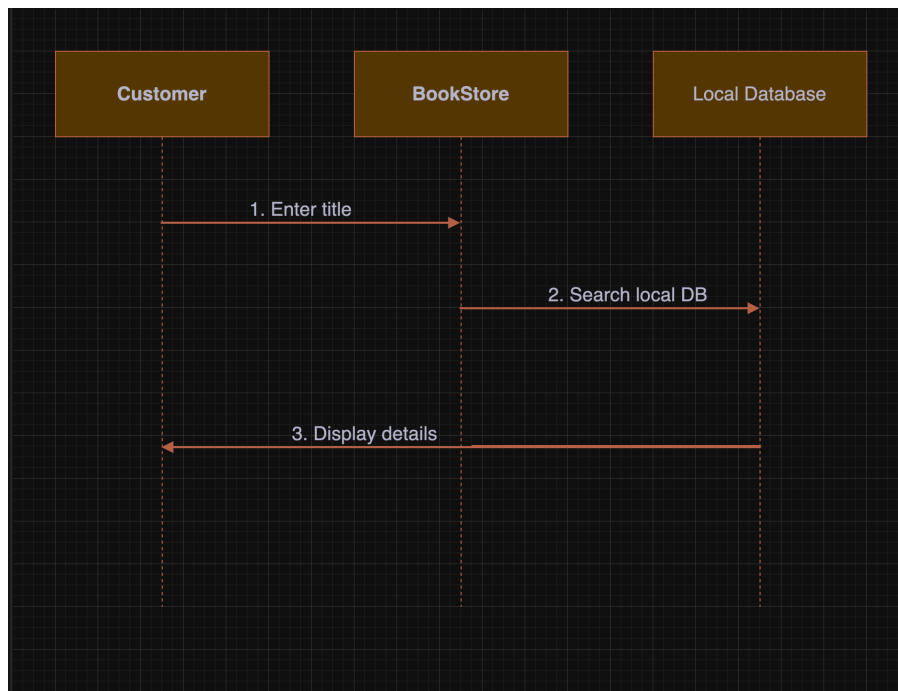 Customer
BookStore
Local Database
1. Enter title
2. Search local DB
3. Display details